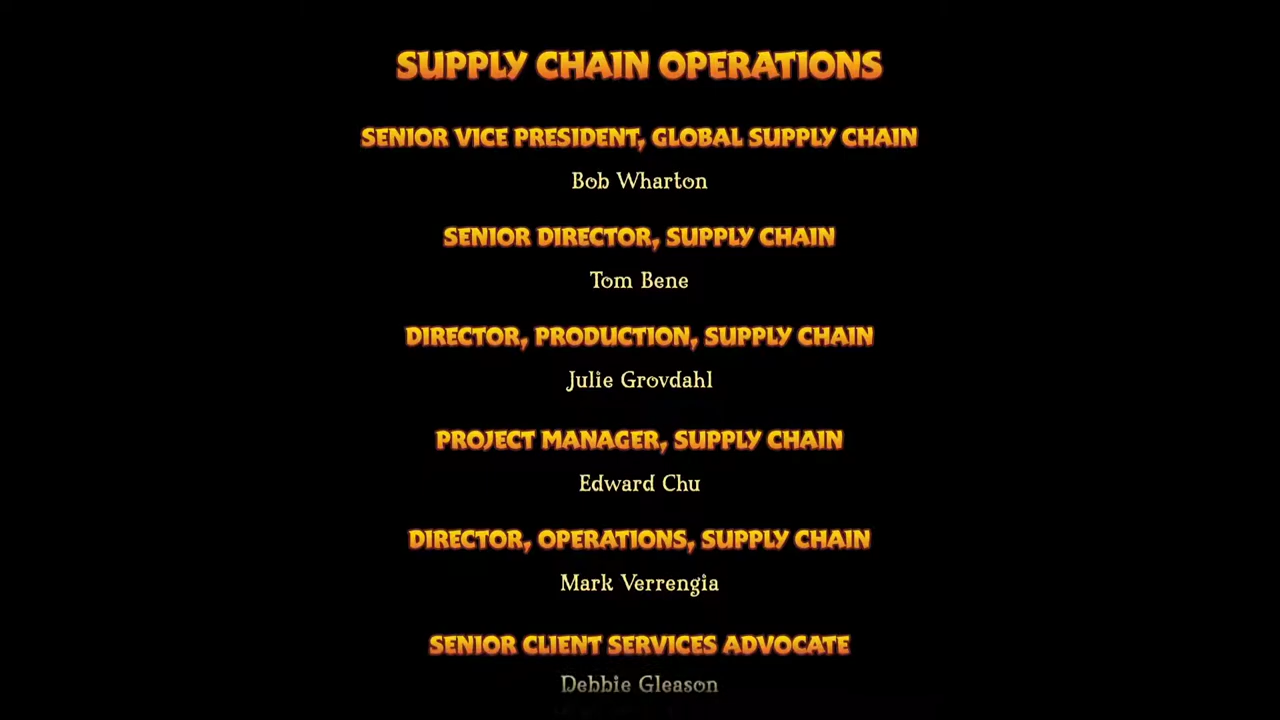 SUPPLY CHAIN OPERATIONS
SENIOR VICE PRESIDENT, GLOBAL SUPPLY CHAIN
Bob Wharton
SENIOR DIRECTOR, SUPPLY CHAIN
Tom Bene
DIRECTOR, PRODUCTION, SUPPLY CHAIN
Julie Grovdahl
PROJECT MANAGER, SUPPLY CHAIN
Edward Chu
DIRECTOR, OPERATIONS, SUPPLY CHAIN
Mark Verrengia
SENIOR CLIENT SERVICES ADVOCATE
Debbie Gleason